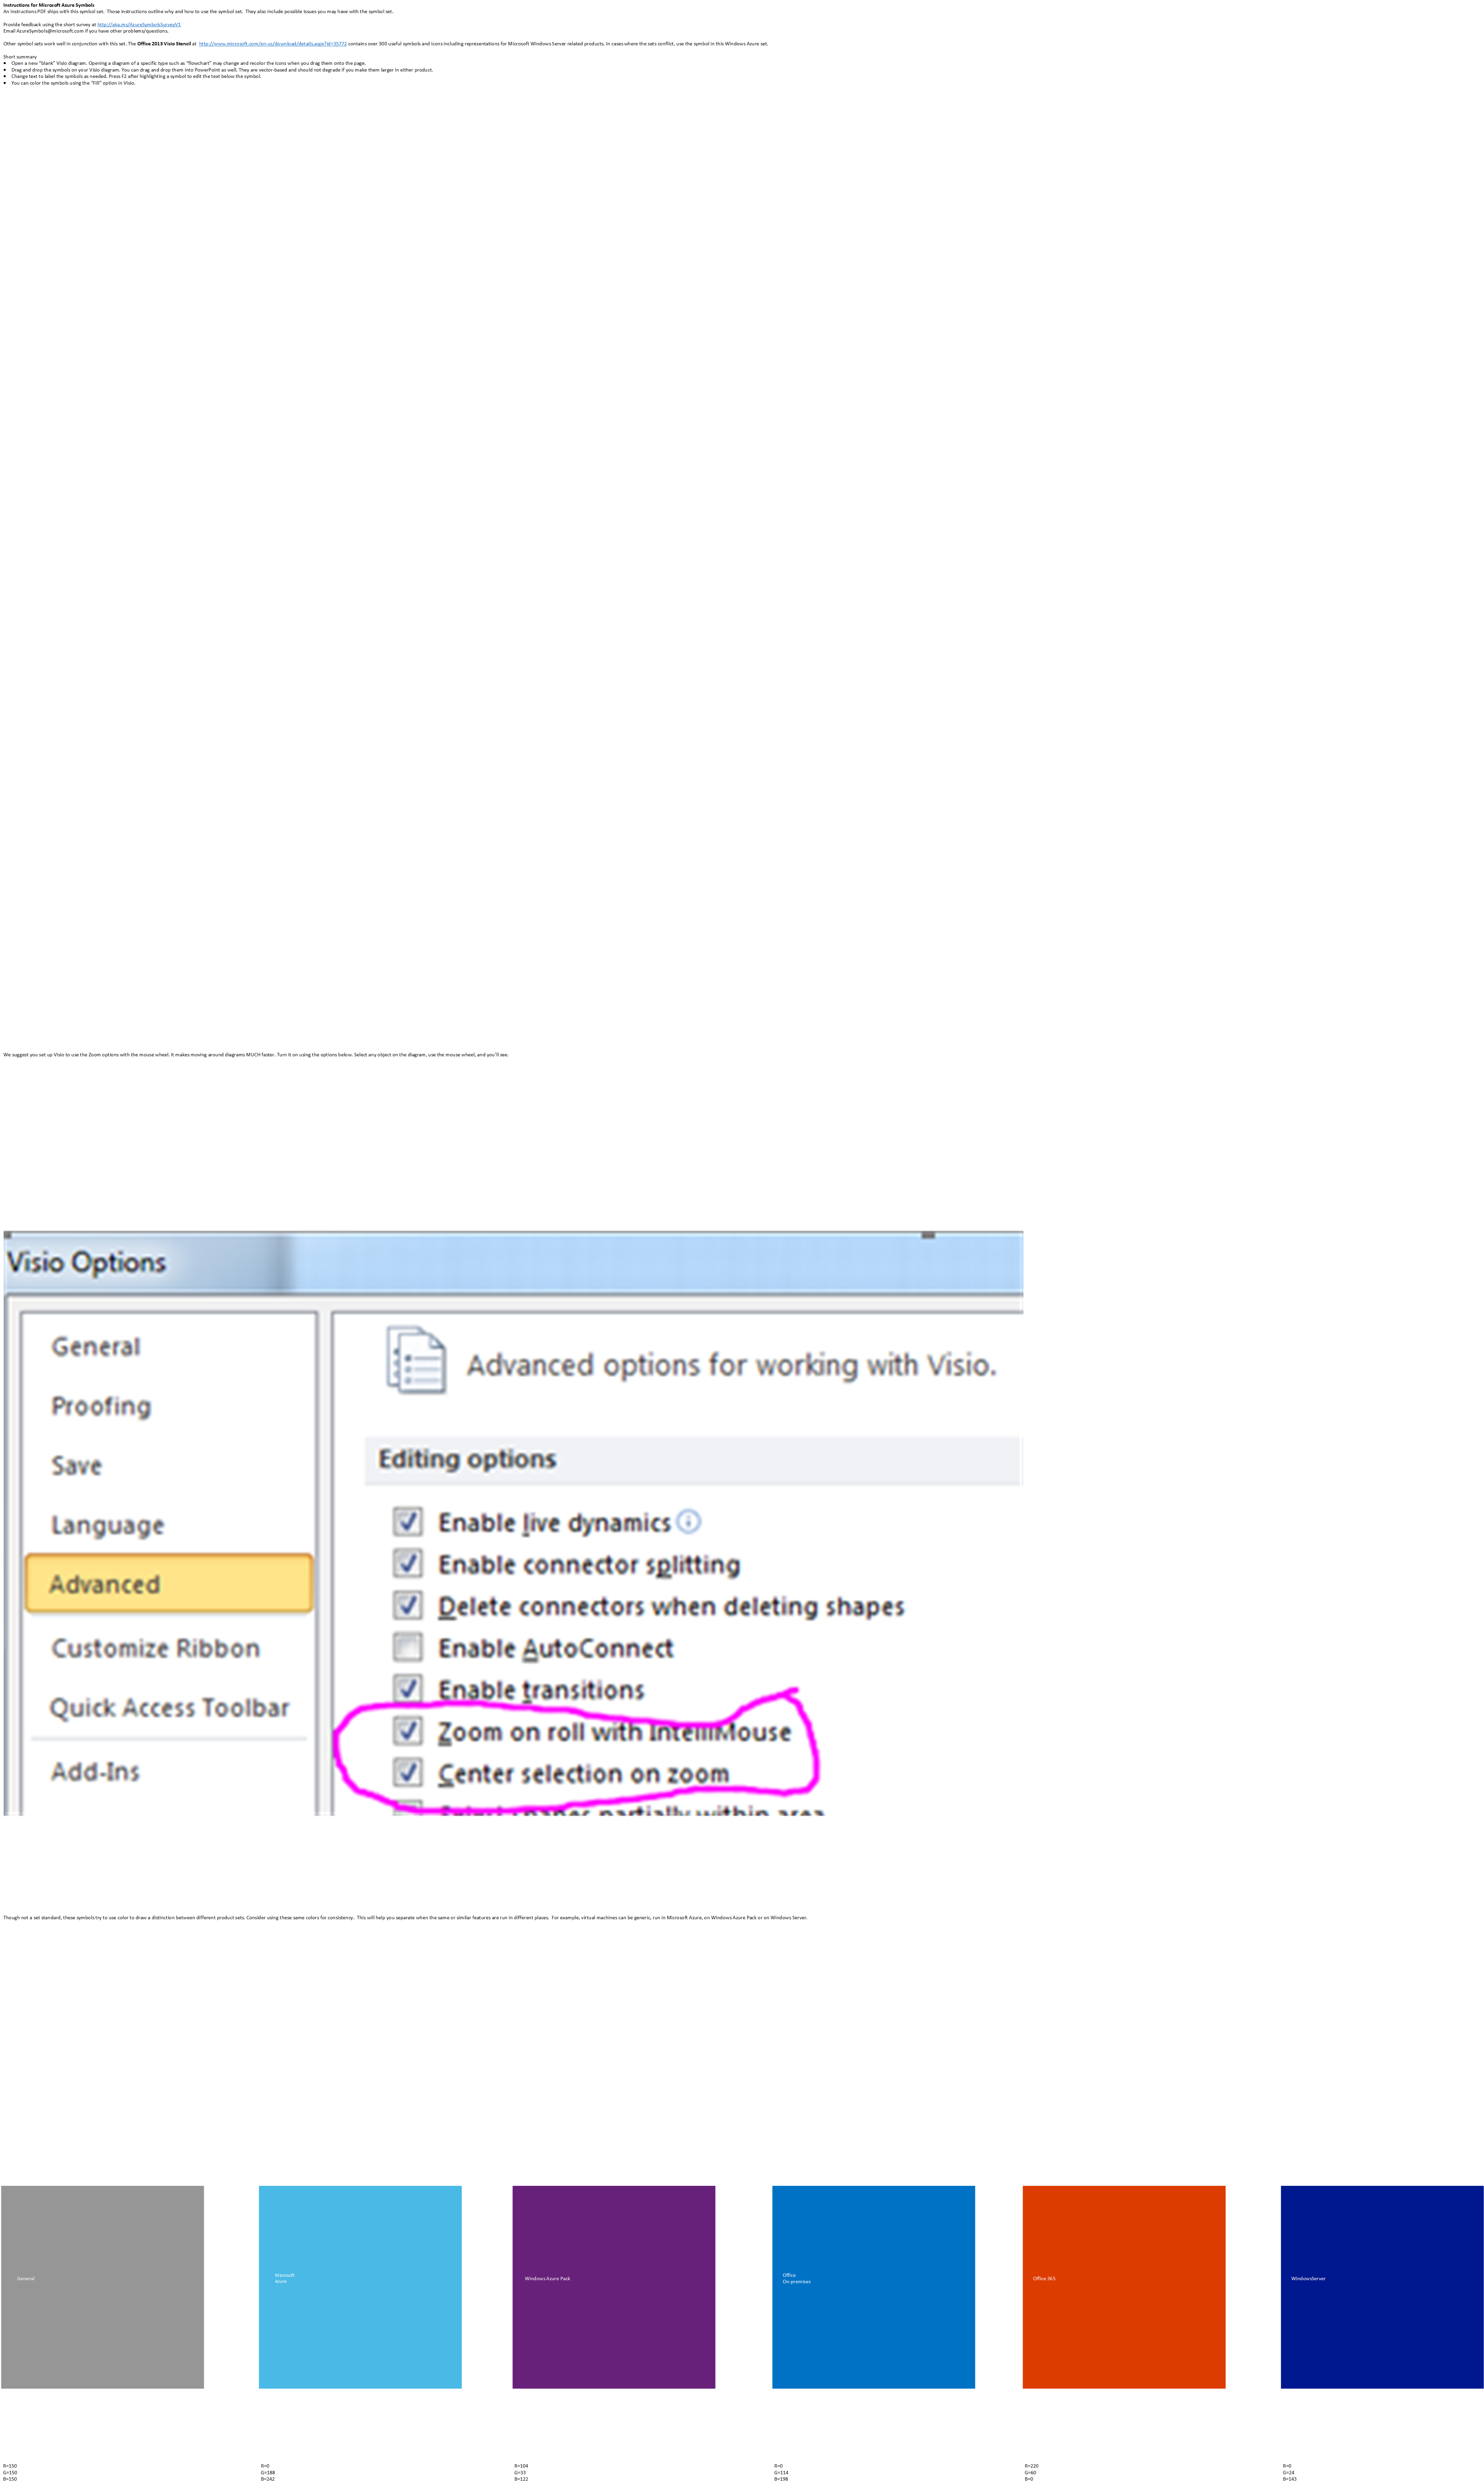 Instructions for Microsoft Azure Symbols
An instructions PDF ships with this symbol set.  Those instructions outline why and how to use the symbol set.  They also include possible issues you may have with the symbol set.
Provide feedback using the short survey at http://aka.ms/AzureSymbolsSurveyV1
Email AzureSymbols@microsoft.com if you have other problems/questions.
Other symbol sets work well in conjunction with this set. The Office 2013 Visio Stencil at  http://www.microsoft.com/en-us/download/details.aspx?id=35772 contains over 300 useful symbols and icons including representations for Microsoft Windows Server related products. In cases where the sets conflict, use the symbol in this Windows Azure set.
Short summary
• Open a new "blank" Visio diagram. Opening a diagram of a specific type such as "flowchart" may change and recolor the icons when you drag them onto the page.
• Drag and drop the symbols on your Visio diagram. You can drag and drop them into PowerPoint as well. They are vector-based and should not degrade if you make them larger in either product.
• Change text to label the symbols as needed. Press F2 after highlighting a symbol to edit the text below the symbol.
• You can color the symbols using the "Fill" option in Visio.
We suggest you set up Visio to use the Zoom options with the mouse wheel. It makes moving around diagrams MUCH faster. Turn it on using the options below. Select any object on the diagram, use the mouse wheel, and you'll see.
Visio Options
General
Proofing
Save
Language
Advanced
Customize Ribbon
Quick Access Toolbar
Add-Ins
Advanced options for working with Visio.
Editing options
Enable live dynamics
Enable connector splitting
Delete connectors when deleting shapes
Enable AutoConnect
Enable transitions
Zoom on roll with IntelliMouse
Center selection on zoom
Select shapes partially within area
Though not a set standard, these symbols try to use color to draw a distinction between different product sets. Consider using these same colors for consistency.  This will help you separate when the same or similar features are run in different places.  For example, virtual machines can be generic, run in Microsoft Azure, on Windows Azure Pack or on Windows Server.
General
Microsoft
Azure
Windows Azure Pack
Office
On-premises
Office 365
WindowsServer
R=150
G=150
B=150
R=0
G=188
B=242
R=104
G=33
B=122
R=0
G=114
B=198
R=220
G=60
B=0
R=0
G=24
B=143